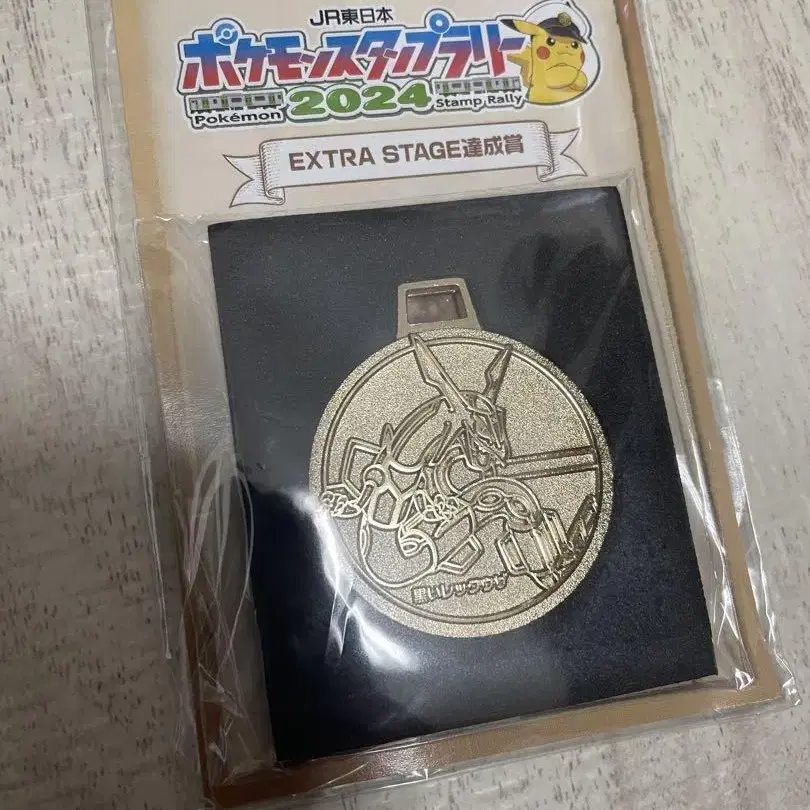 JR東日本
ポケモンスタンプラリー
Pokémon 2024 Stamp Rally
EXTRA STAGE達成賞
黒いレックウザ